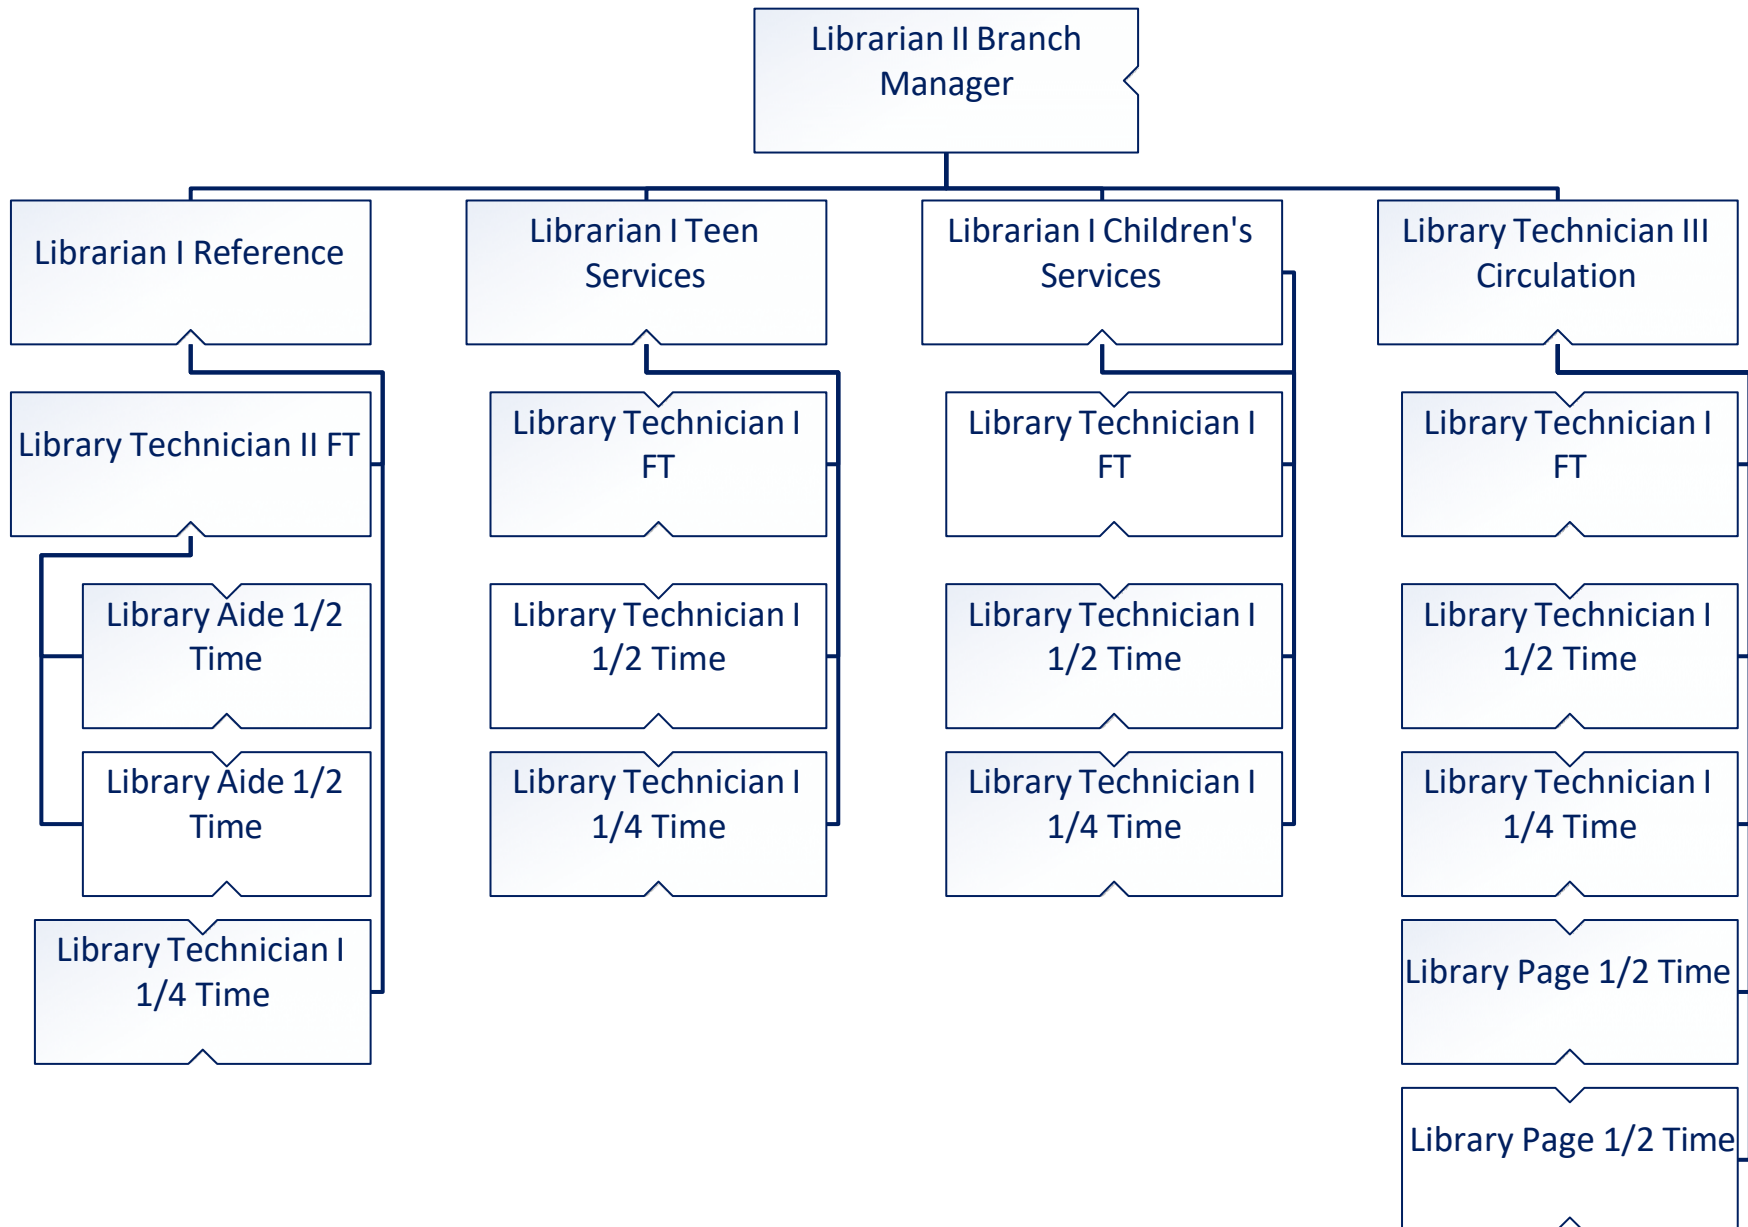 Librarian II Branch
Manager
Librarian I Reference
Librarian I Teen
Services
Librarian I Children's
Services
Library Technician III
Circulation
Library Technician II FT
Library Technician I
FT
Library Technician I
FT
Library Technician I
FT
Library Aide 1/2
Time
Library Technician I
1/2 Time
Library Technician I
1/2 Time
Library Technician I
1/2 Time
Library Aide 1/2
Time
Library Technician I
1/4 Time
Library Technician I
1/4 Time
Library Technician I
1/4 Time
Library Technician I
1/4 Time
Library Page 1/2 Time
Library Page 1/2 Time